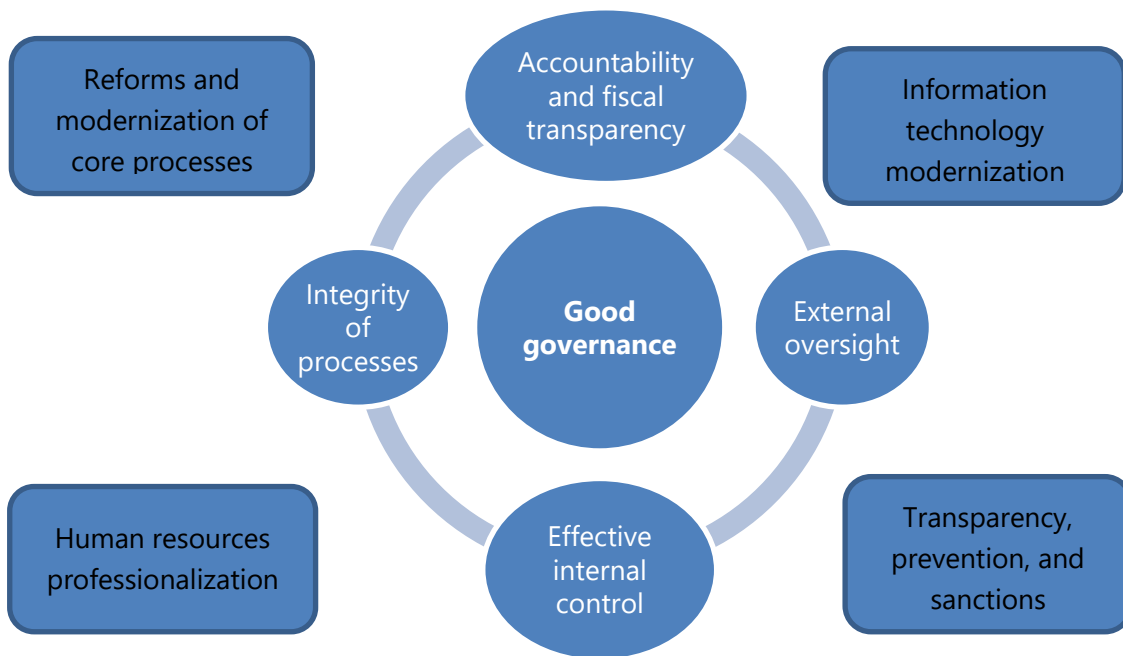 Reforms and
modernization of
core processes
Accountability
and fiscal
transparency
Information
technology
modernization
Integrity
of
processes
Good
governance
External
oversight
Human resources
professionalization
Effective
internal
control
Transparency,
prevention, and
sanctions